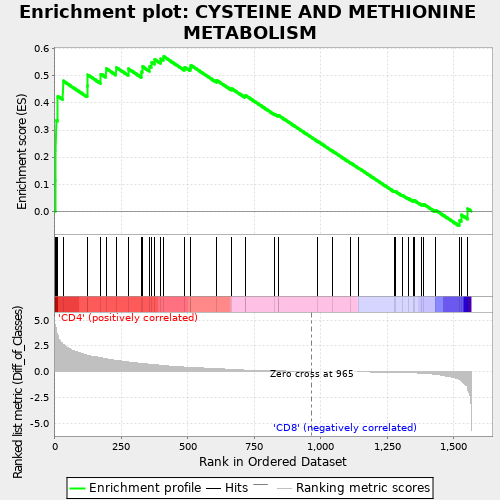 Enrichment plot: CYSTEINE AND METHIONINE
METABOLISM
Enrichment score (ES)
0.6
0.5
0.4
0.3
0.2
0.1
0.0
Ranked list metric (Diff_of_Classes)
'CD4' (positively correlated)
5.0
2.5
0.0
-2.5
-5.0
Zero cross at 965
'CD8' (negatively correlated)
0
250
500
750
1,000
1,250
1,500
Rank in Ordered Dataset
Enrichment profile
Hits
Ranking metric scores